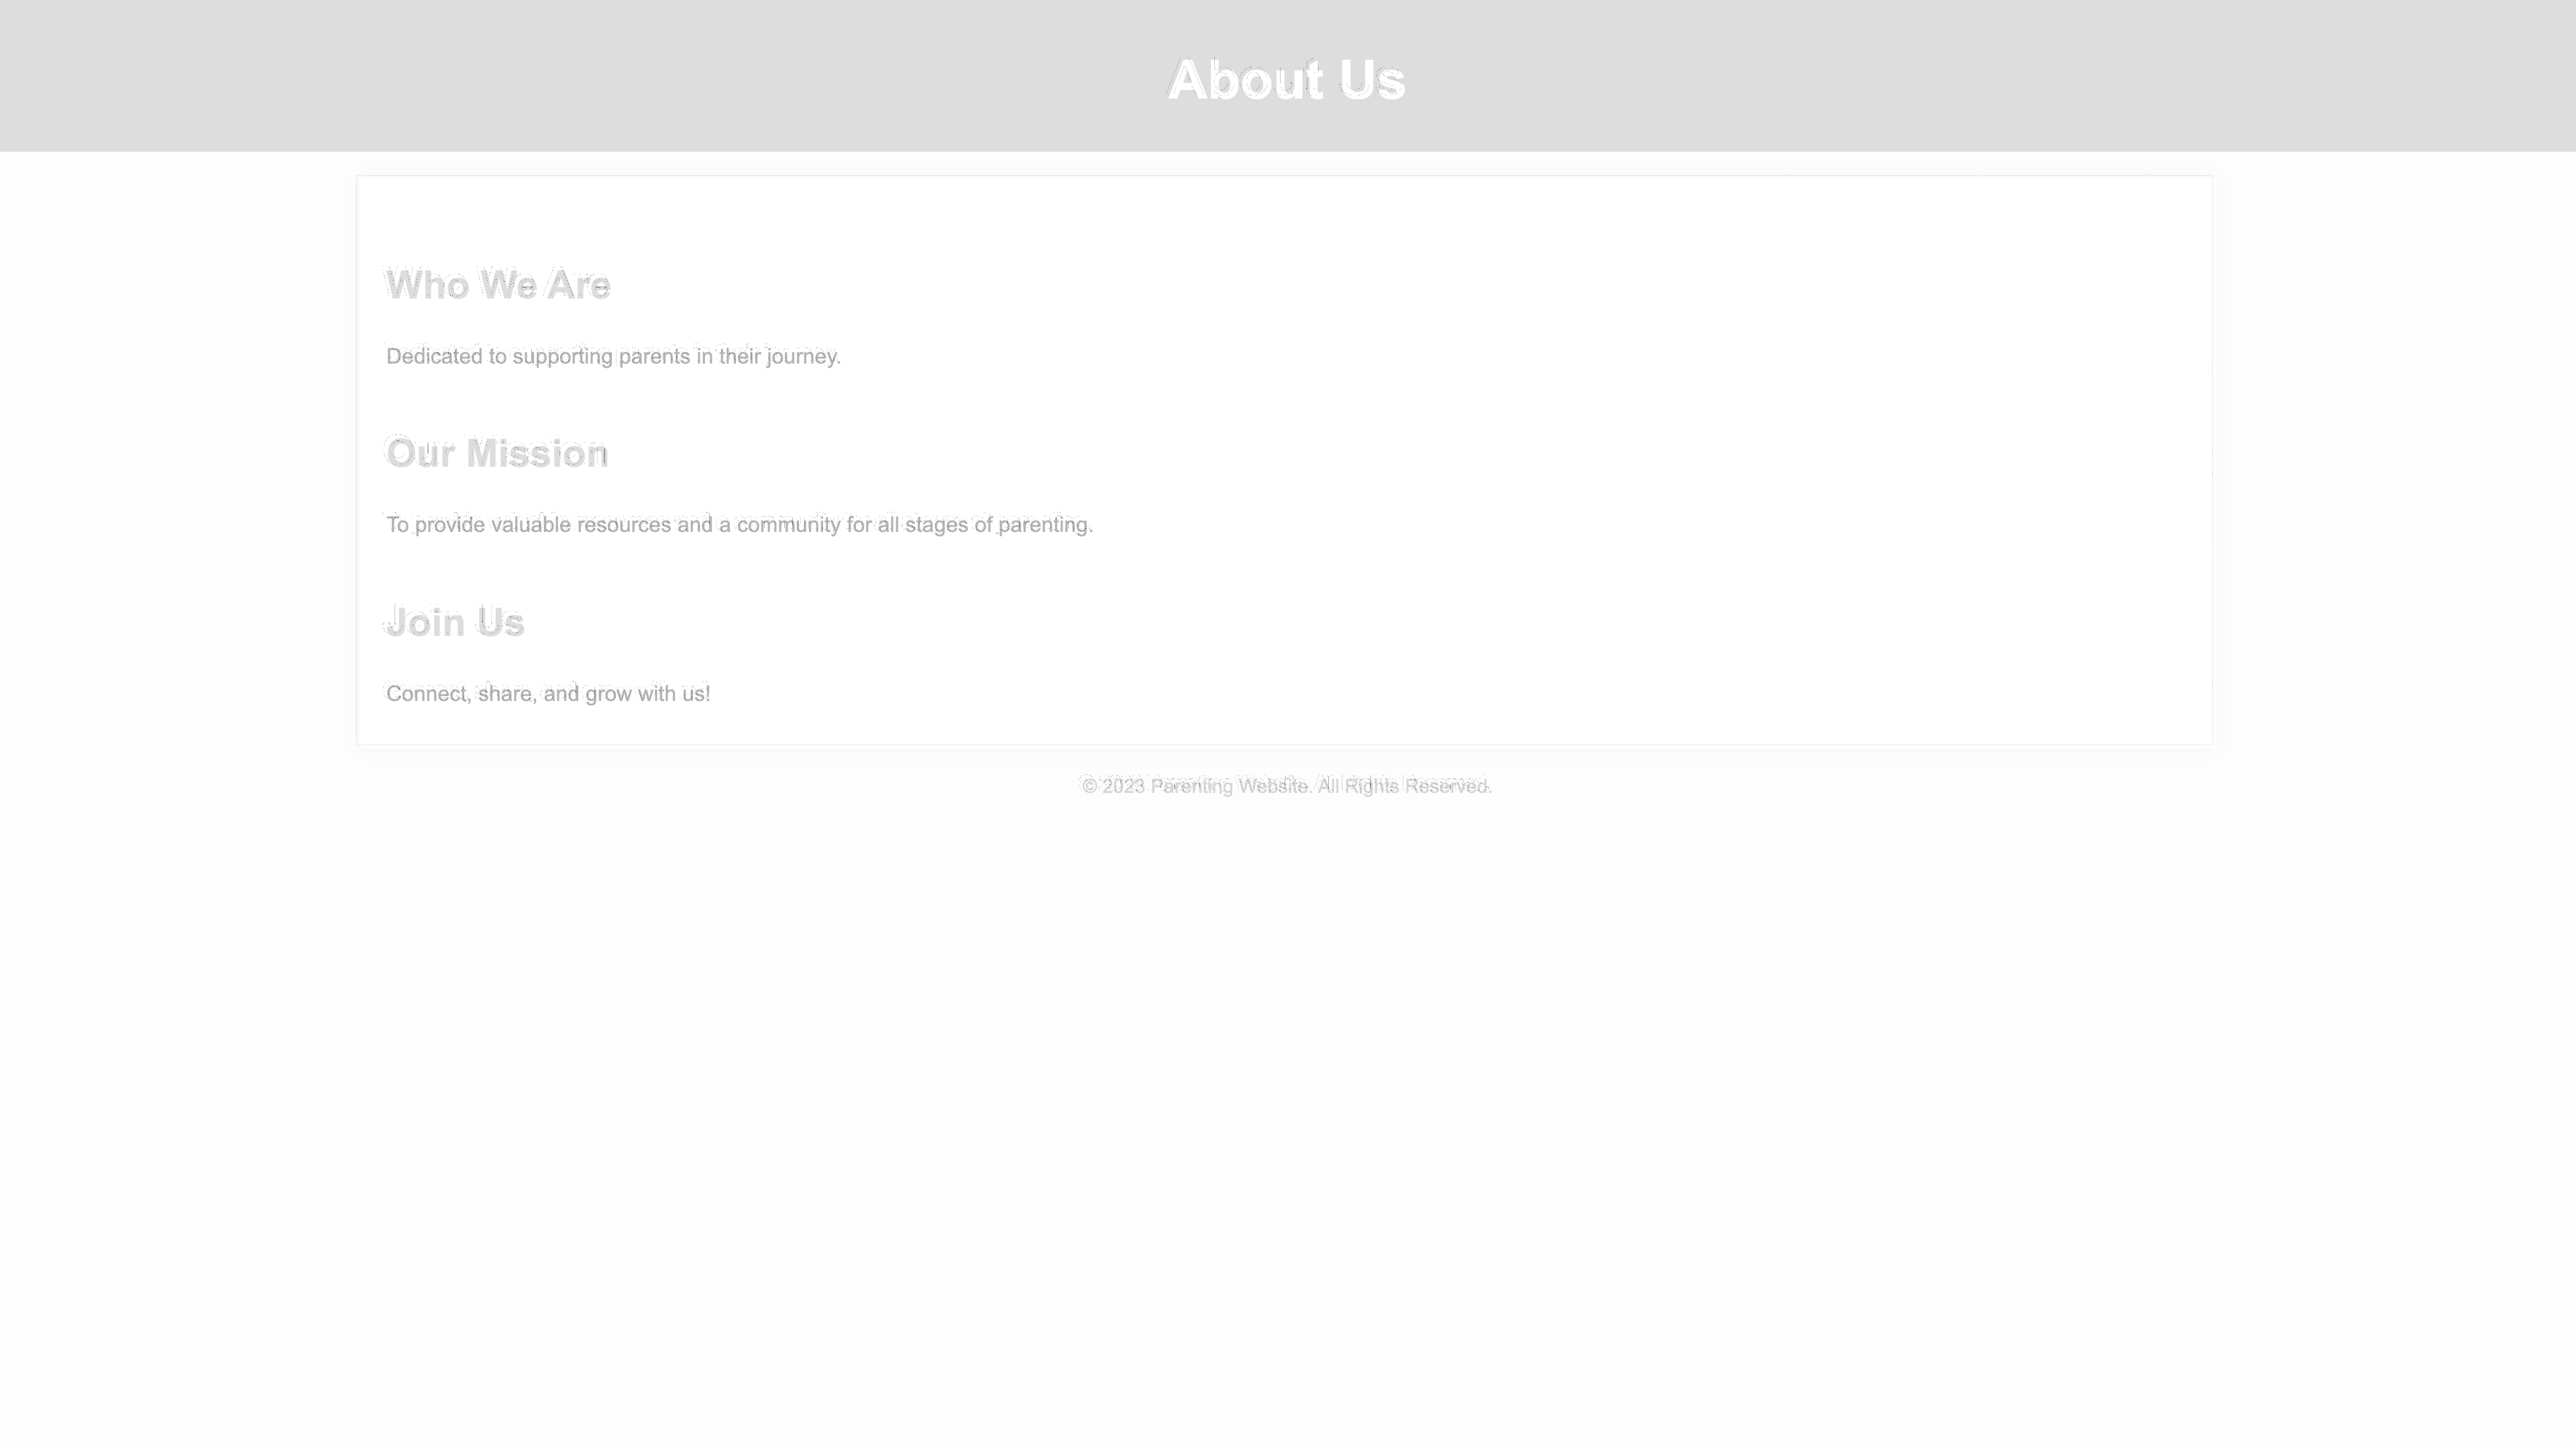 About Us
Who We Are
Dedicated to supporting parents in their journey.
Our Mission
To provide valuable resources and a community for all stages of parenting.
Join Us
Connect, share, and grow with us!
© 2023 Parenting Website. All Rights Reserved.